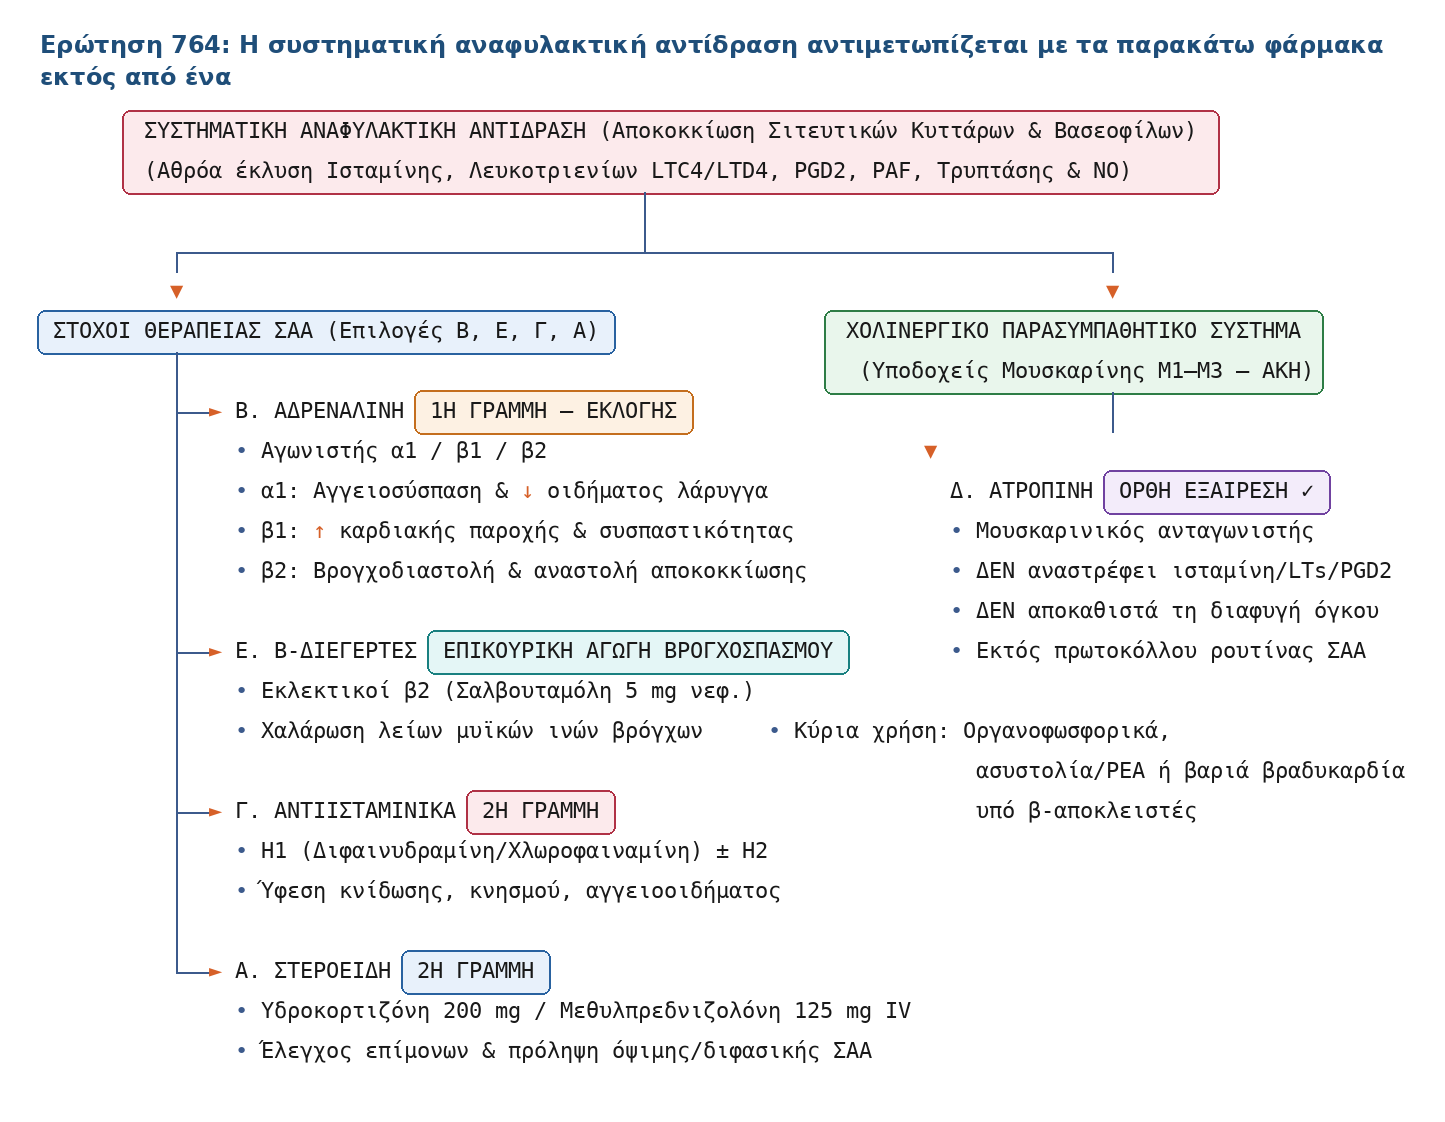 Ερώτηση 764: Η συστηματική αναφυλακτική αντίδραση αντιμετωπίζεται με τα παρακάτω φάρμακα
εκτός από ένα
ΣΥΣΤΗΜΑΤΙΚΗ ΑΝΑΦΥΛΑΚΤΙΚΗ ΑΝΤΙΔΡΑΣΗ (Αποκοκκίωση Σιτευτικών Κυττάρων & Βασεοφίλων)
(Αθρόα έκλυση Ισταμίνης, Λευκοτριενίων LTC4/LTD4, PGD2, PAF, Τρυπτάσης & NO)
▼ ▼
ΣΤΟΧΟΙ ΘΕΡΑΠΕΙΑΣ ΣΑΑ (Επιλογές Β, Ε, Γ, Α)
Β. ΑΔΡΕΝΑΛΙΝΗ 1Η ΓΡΑΜΜΗ – ΕΚΛΟΓΗΣ
• Αγωνιστής α1 / β1 / β2
• α1: Αγγειοσύσπαση & ↓ οιδήματος λάρυγγα
• β1: ↑ καρδιακής παροχής & συσπαστικότητας
• β2: Βρογχοδιαστολή & αναστολή αποκοκκίωσης
Ε. Β-ΔΙΕΓΕΡΤΕΣ ΕΠΙΚΟΥΡΙΚΗ ΑΓΩΓΗ ΒΡΟΓΧΟΣΠΑΣΜΟΥ
• Εκλεκτικοί β2 (Σαλβουταμόλη 5 mg νεφ.)
• Χαλάρωση λείων μυϊκών ινών βρόγχων
Γ. ΑΝΤΙΙΣΤΑΜΙΝΙΚΑ 2Η ΓΡΑΜΜΗ
• H1 (Διφαινυδραμίνη/Χλωροφαιναμίνη) ± H2
• Ύφεση κνίδωσης, κνησμού, αγγειοοιδήματος
Α. ΣΤΕΡΟΕΙΔΗ 2Η ΓΡΑΜΜΗ
• Υδροκορτιζόνη 200 mg / Μεθυλπρεδνιζολόνη 125 mg IV
• Έλεγχος επίμονων & πρόληψη όψιμης/διφασικής ΣΑΑ
ΧΟΛΙΝΕΡΓΙΚΟ ΠΑΡΑΣΥΜΠΑΘΗΤΙΚΟ ΣΥΣΤΗΜΑ
(Υποδοχείς Μουσκαρίνης M1–M3 – ΑΚΗ)
▼
Δ. ΑΤΡΟΠΙΝΗ ΟΡΘΗ ΕΞΑΙΡΕΣΗ ✓
• Μουσκαρινικός ανταγωνιστής
• ΔΕΝ αναστρέφει ισταμίνη/LTs/PGD2
• ΔΕΝ αποκαθιστά τη διαφυγή όγκου
• Εκτός πρωτοκόλλου ρουτίνας ΣΑΑ
• Κύρια χρήση: Οργανοφωσφορικά,
ασυστολία/PEA ή βαριά βραδυκαρδία
υπό β-αποκλειστές